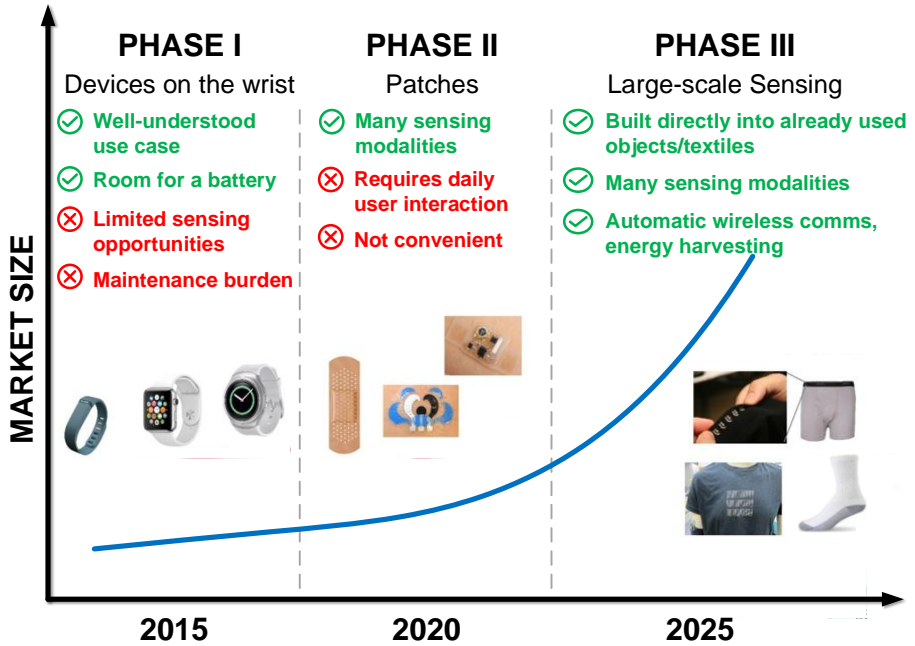 PHASE I
Devices on the wrist
Well-understood
use case
Room for a battery
Limited sensing
opportunities
Maintenance burden
PHASE II
Patches
Many sensing
modalities
Requires daily
user interaction
Not convenient
PHASE III
Large-scale Sensing
Built directly into already used
objects/textiles
Many sensing modalities
Automatic wireless comms,
energy harvesting
MARKET SIZE
2015
2020
2025